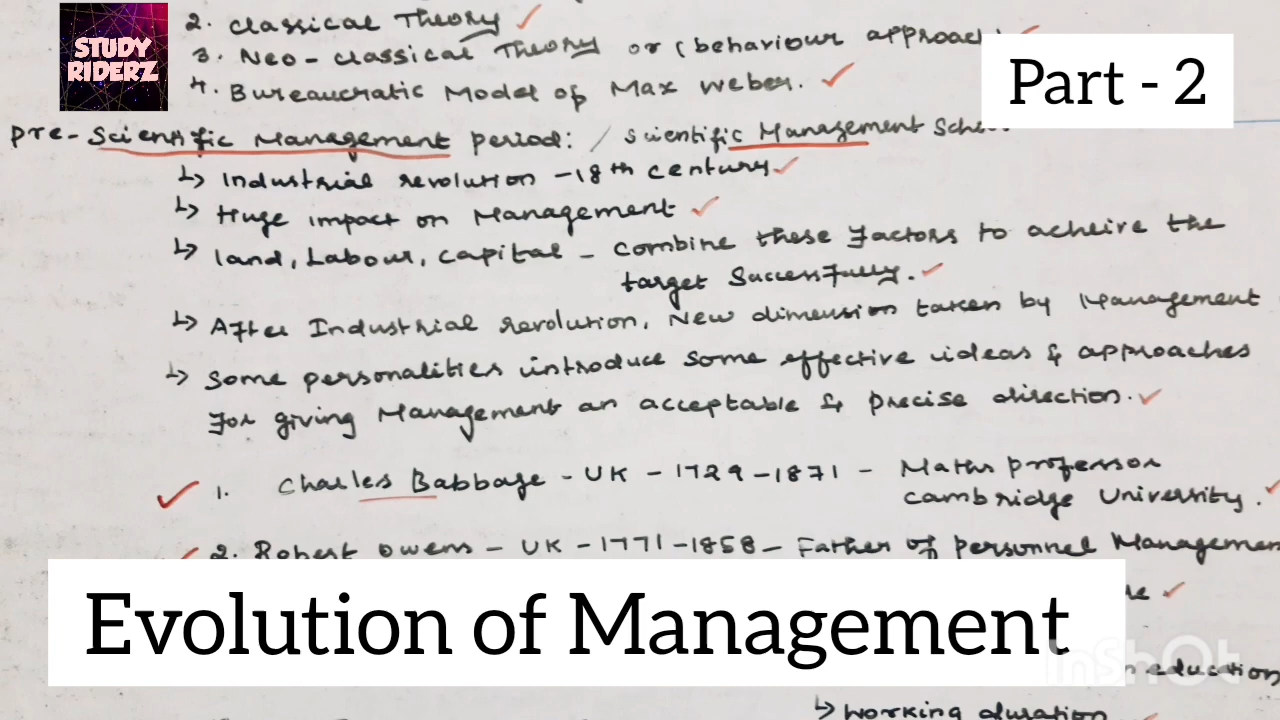 STUDY
RIDERZ
2. Classical Theory
3. Neo-classical Theory or (behaviour approach)
Part - 2
4. Bureaucratic Model of Max Weber.
Pre-Scientific Management Period: / Scientific Management
↳ Industrial revolution - 18th century
↳ Huge impact on Management
↳ Land, Labour, Capital - Combine these factors to acheive the
target Successfully.
↳ After Industrial revolution, New dimension taken by Management
↳ Some personalities introduce some effective ideas & approaches
for giving Management an acceptable & precise direction.
1. Charles Babbage - UK - 1729-1871 - Maths professor
Cambridge University.
2. Robert Owens - UK - 1771-1858 - Father of personnel
Evolution of Management
InShOt
education
↳ Working duration